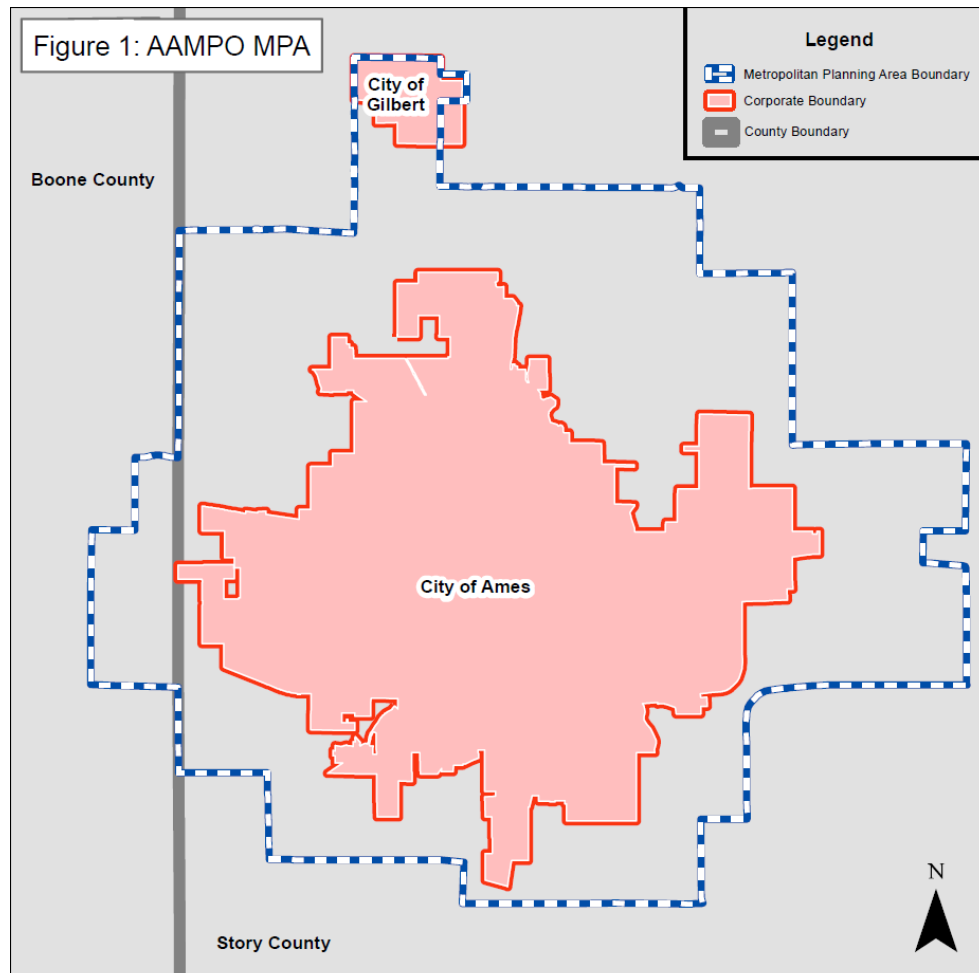 Figure 1: AAMPO MPA
Legend
Metropolitan Planning Area Boundary
Corporate Boundary
County Boundary
City of
Gilbert
Boone County
City of Ames
Story County
N